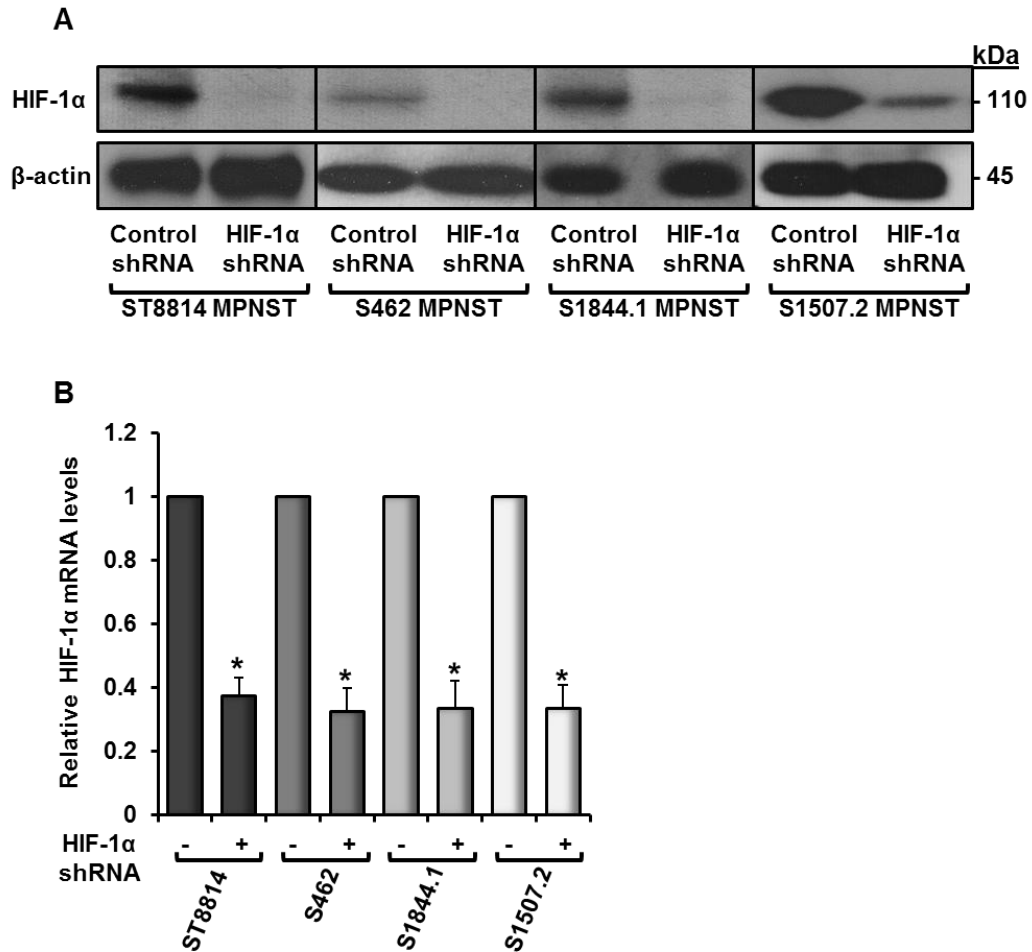 A
kDa
HIF-1α
- 110
β-actin
- 45
Control shRNA
HIF-1α shRNA
Control shRNA
HIF-1α shRNA
Control shRNA
HIF-1α shRNA
Control shRNA
HIF-1α shRNA
ST8814 MPNST
S462 MPNST
S1844.1 MPNST
S1507.2 MPNST
B
Relative HIF-1α mRNA levels
1.2
1
0.8
0.6
0.4
0.2
0
*
*
*
*
HIF-1α shRNA
- + - + - + - +
ST8814
S462
S1844.1
S1507.2